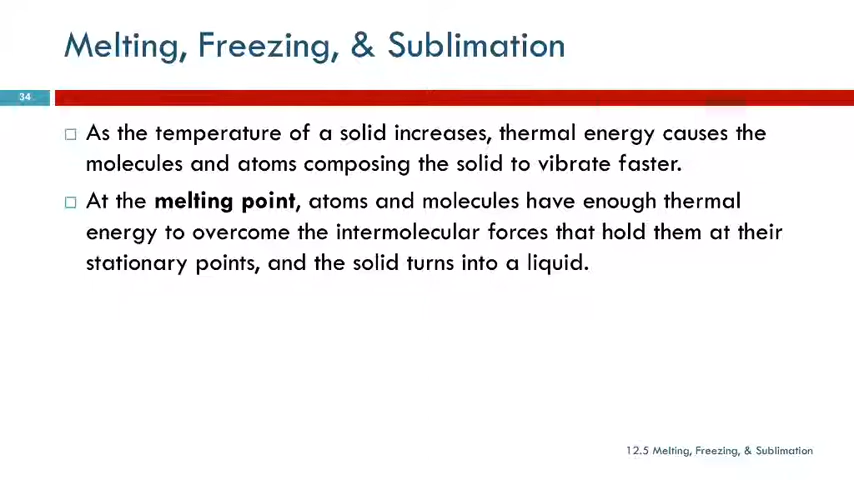 Melting, Freezing, & Sublimation
34
As the temperature of a solid increases, thermal energy causes the
molecules and atoms composing the solid to vibrate faster.
At the melting point, atoms and molecules have enough thermal
energy to overcome the intermolecular forces that hold them at their
stationary points, and the solid turns into a liquid.
12.5 Melting, Freezing, & Sublimation